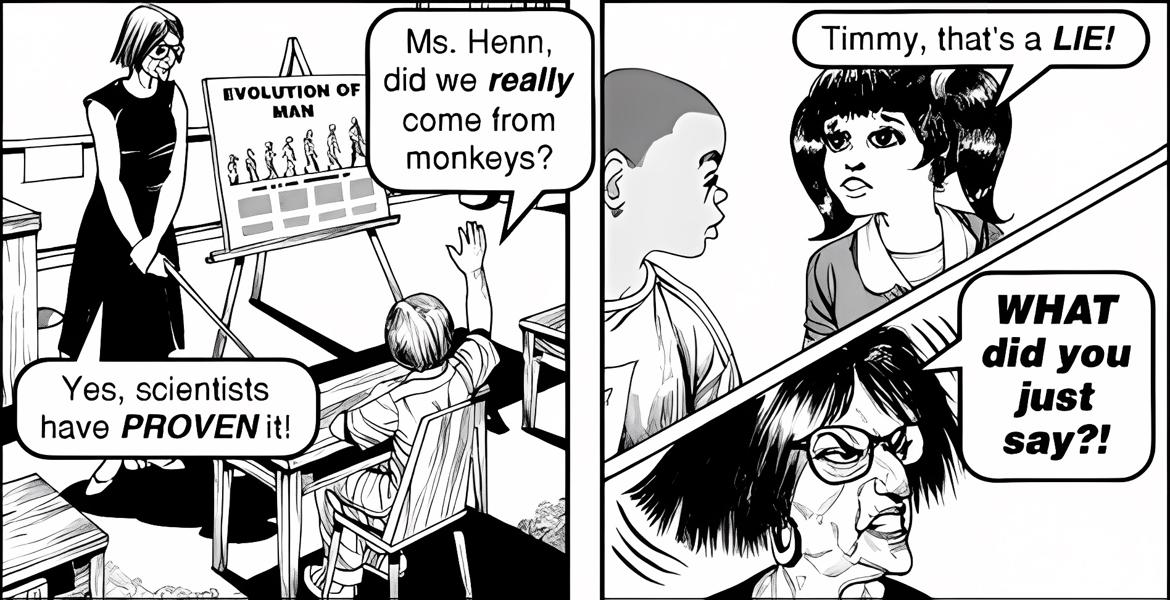 Ms. Henn,
did we really
come from
monkeys?
EVOLUTION OF
MAN
Yes, scientists
have PROVEN it!
Timmy, that's a LIE!
WHAT
did you
just
say?!